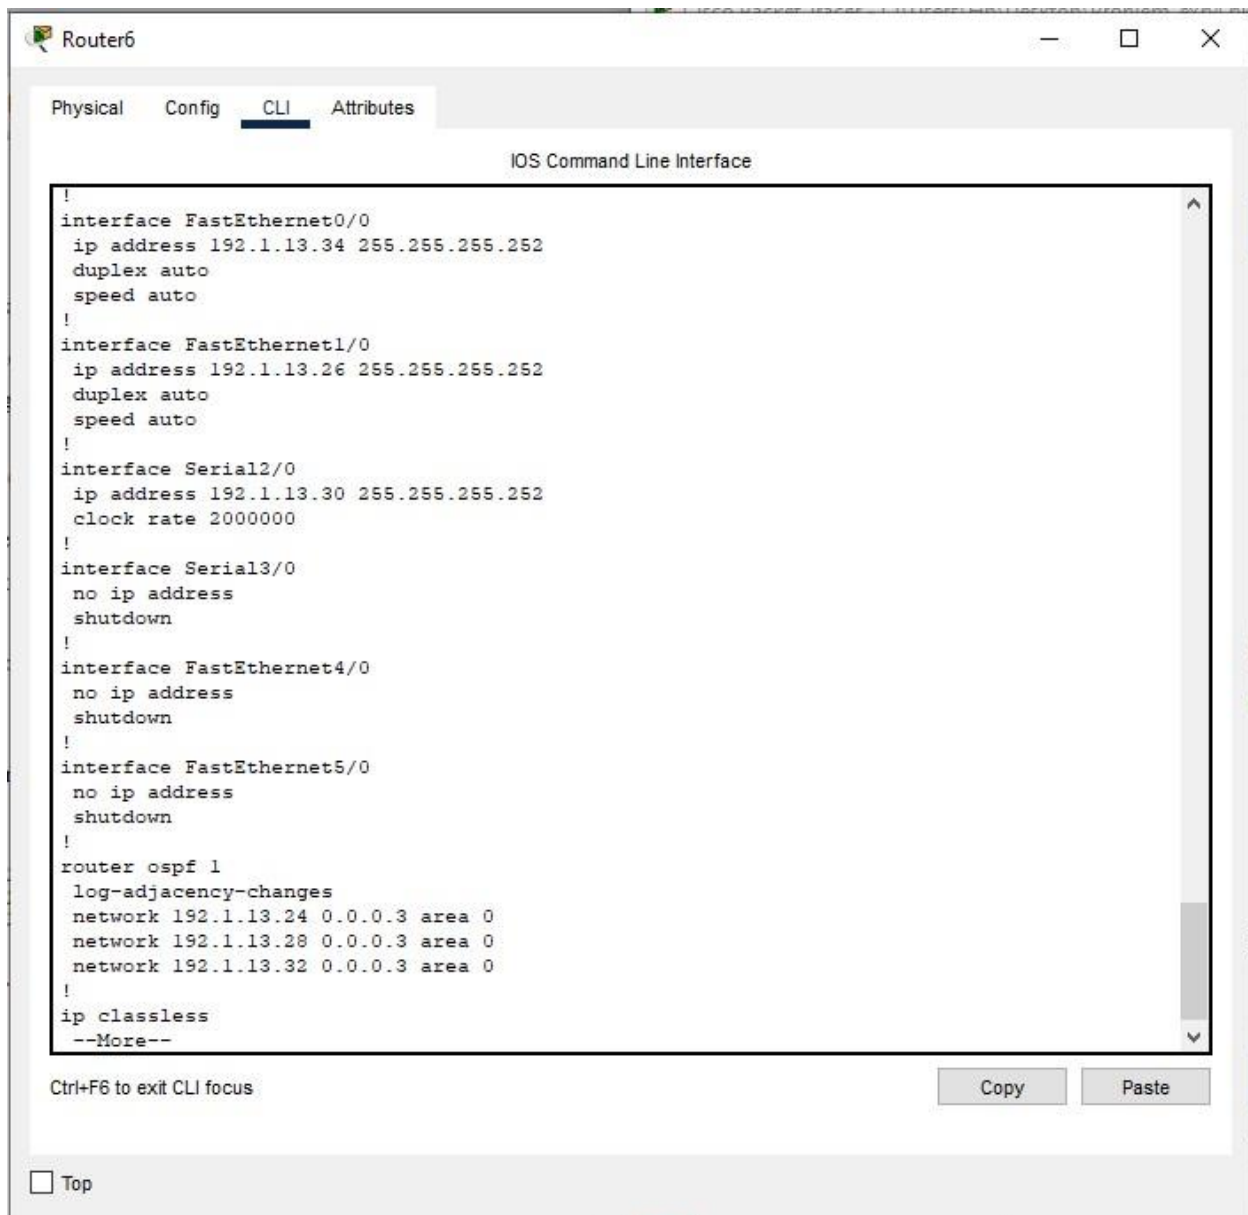 Router6
Physical Config CLI Attributes
IOS Command Line Interface
!
interface FastEthernet0/0
 ip address 192.1.13.34 255.255.255.252
 duplex auto
 speed auto
!
interface FastEthernet1/0
 ip address 192.1.13.26 255.255.255.252
 duplex auto
 speed auto
!
interface Serial2/0
 ip address 192.1.13.30 255.255.255.252
 clock rate 2000000
!
interface Serial3/0
 no ip address
 shutdown
!
interface FastEthernet4/0
 no ip address
 shutdown
!
interface FastEthernet5/0
 no ip address
 shutdown
!
router ospf 1
 log-adjacency-changes
 network 192.1.13.24 0.0.0.3 area 0
 network 192.1.13.28 0.0.0.3 area 0
 network 192.1.13.32 0.0.0.3 area 0
!
ip classless
 --More--
Ctrl+F6 to exit CLI focus
Copy Paste
Top